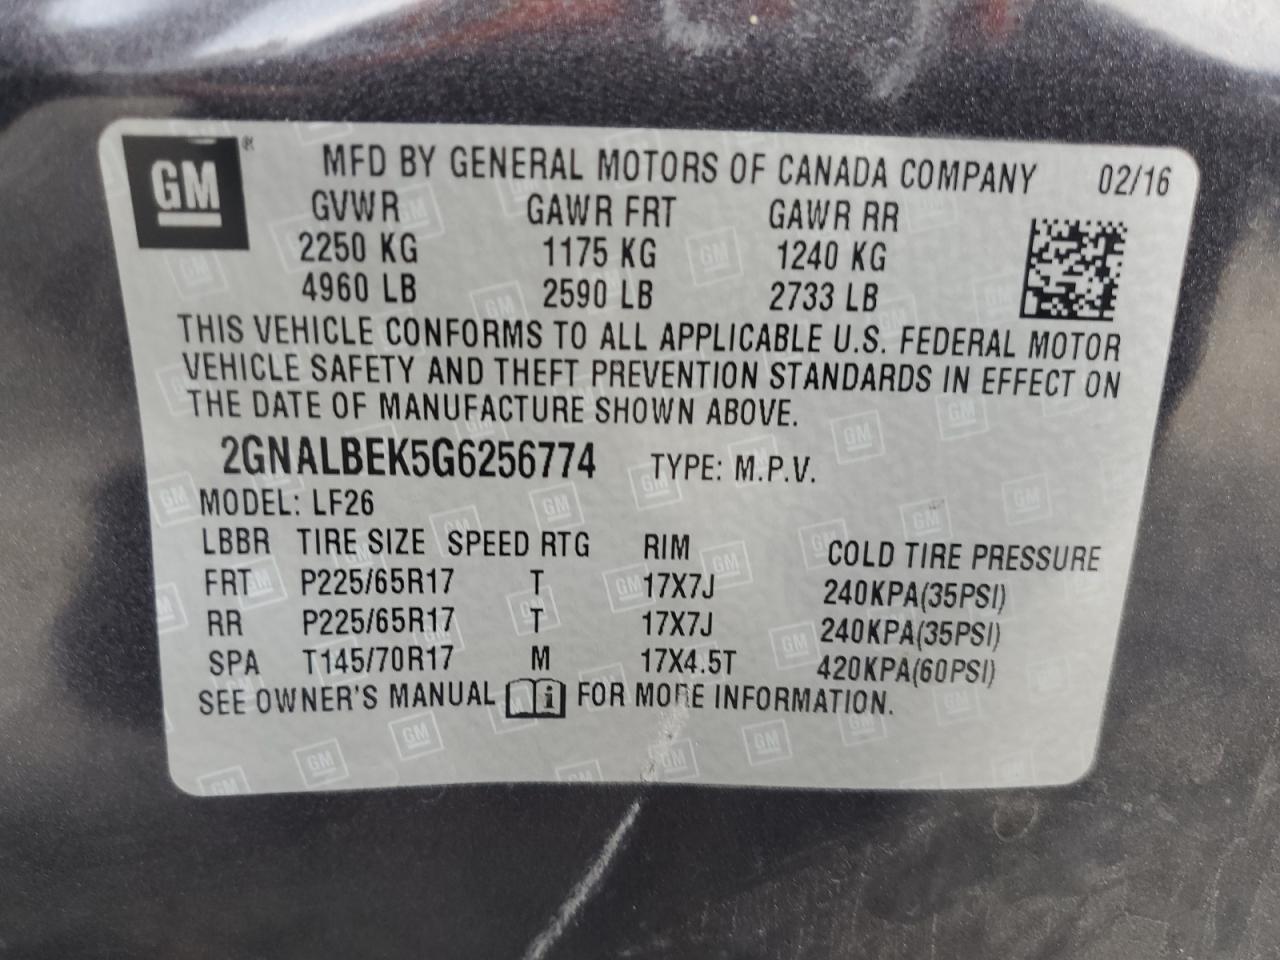 GM ®
MFD BY GENERAL MOTORS OF CANADA COMPANY 02/16
GVWR GAWR FRT GAWR RR
2250 KG 1175 KG 1240 KG
4960 LB 2590 LB 2733 LB
THIS VEHICLE CONFORMS TO ALL APPLICABLE U.S. FEDERAL MOTOR
VEHICLE SAFETY AND THEFT PREVENTION STANDARDS IN EFFECT ON
THE DATE OF MANUFACTURE SHOWN ABOVE.
2GNALBEK5G6256774 TYPE: M.P.V.
MODEL: LF26
LBBR TIRE SIZE SPEED RTG RIM COLD TIRE PRESSURE
FRT P225/65R17 T 17X7J 240KPA(35PSI)
RR P225/65R17 T 17X7J 240KPA(35PSI)
SPA T145/70R17 M 17X4.5T 420KPA(60PSI)
SEE OWNER'S MANUAL i FOR MORE INFORMATION.